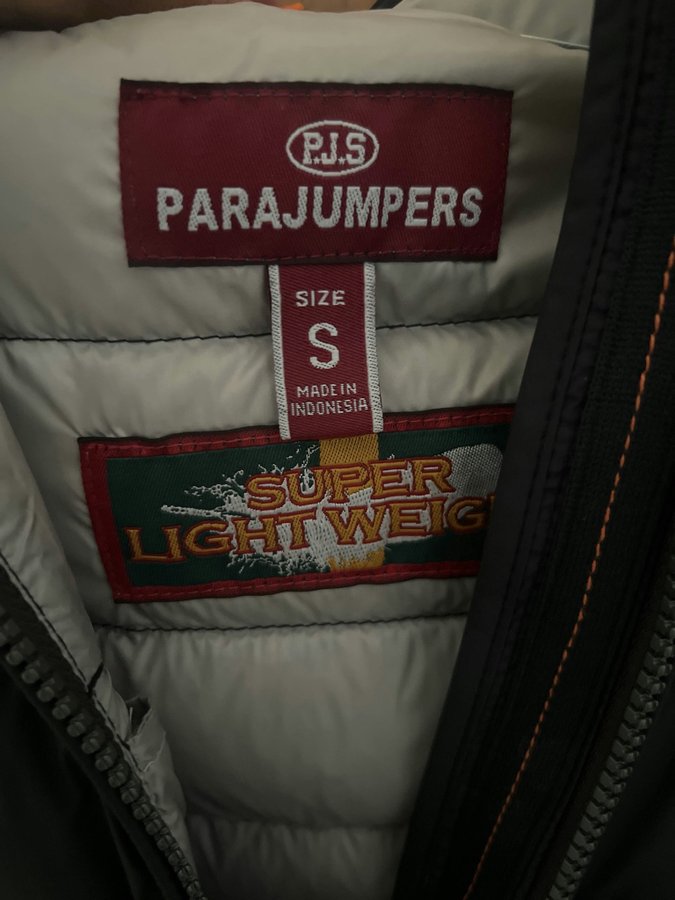 P.J.S
PARAJUMPERS
SIZE
S
MADE IN
INDONESIA
SUPER
LIGHT WEIG